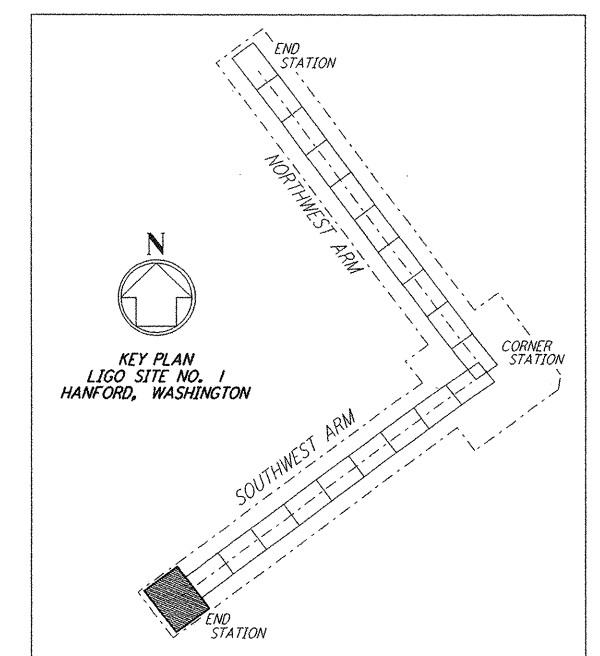 END
STATION
NORTHWEST ARM
N
KEY PLAN
LIGO SITE NO. 1
HANFORD, WASHINGTON
CORNER
STATION
SOUTHWEST ARM
END
STATION